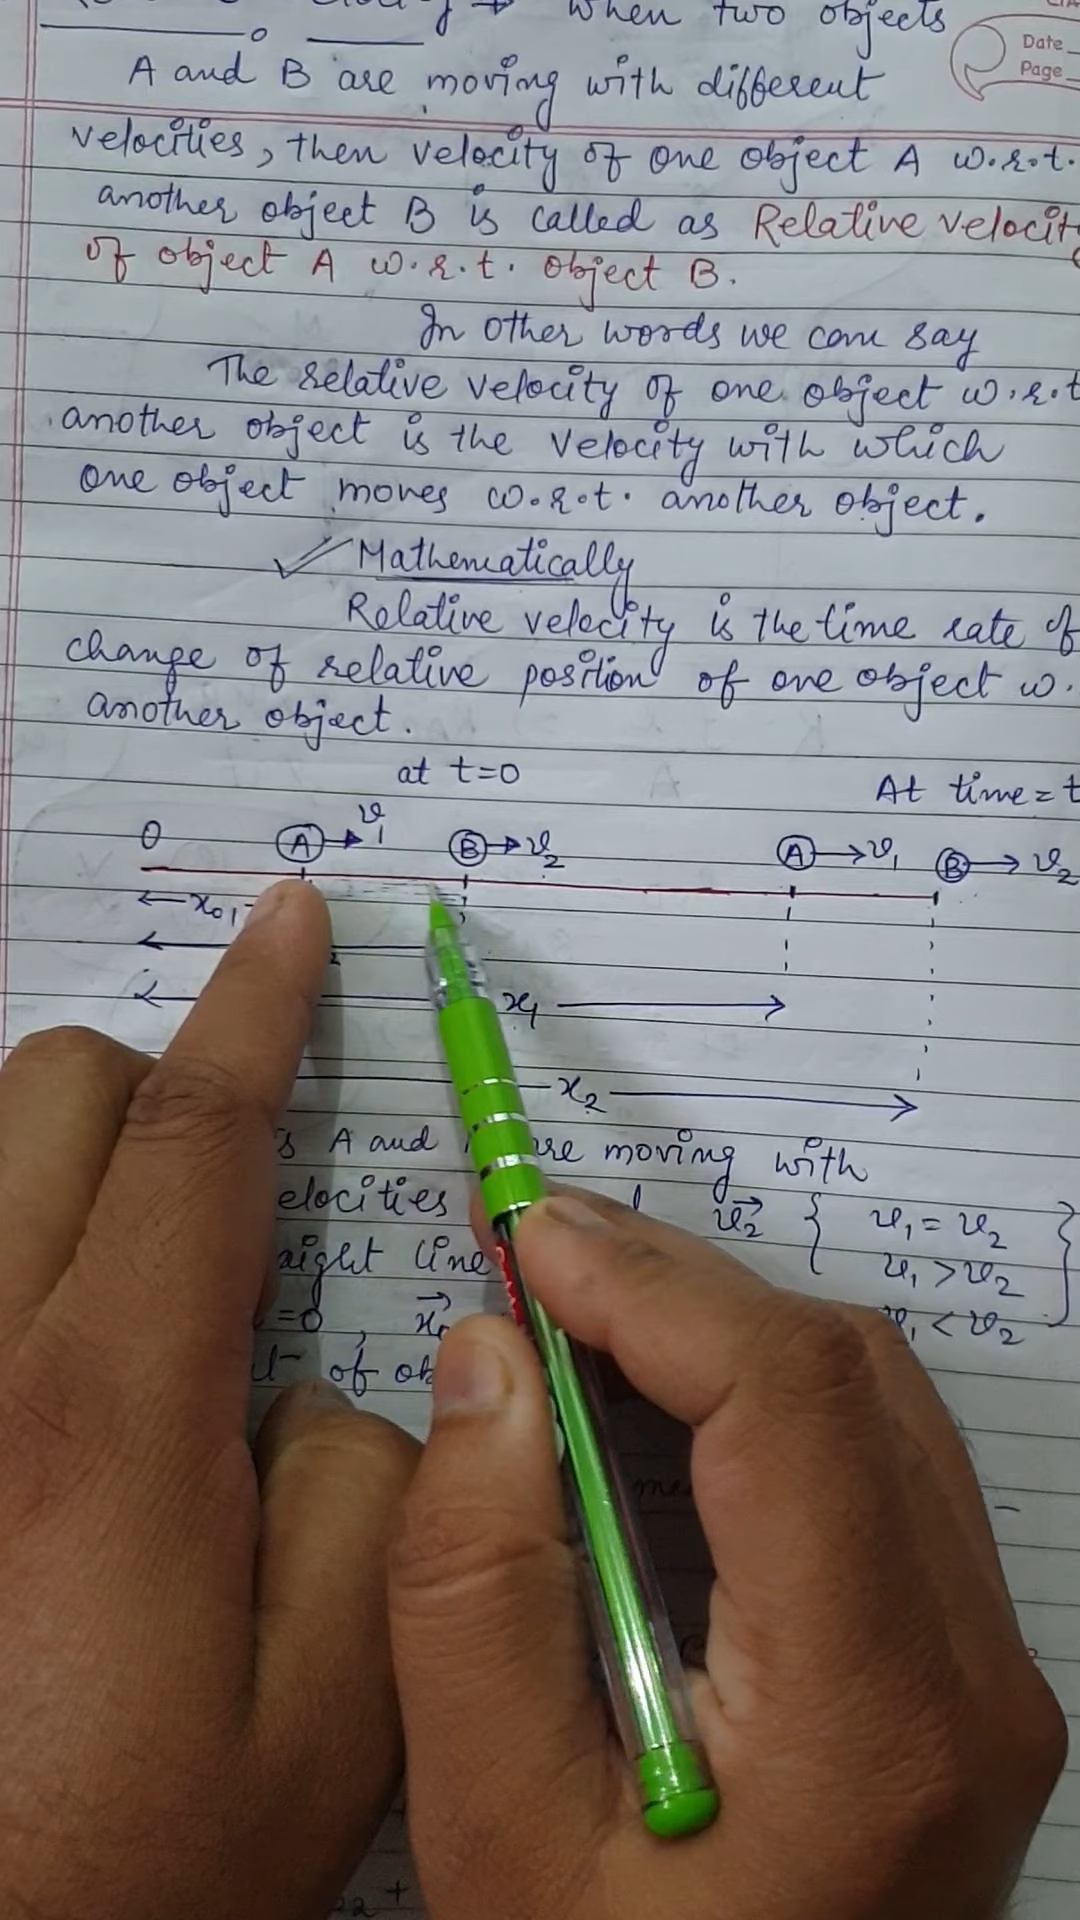 when two objects
Date
Page
A and B are moving with different
velocities, then velocity of one object A w.r.t.
another object B is called as Relative velocit
of object A w.r.t. object B.
In other words we can say
The relative velocity of one object w.r.t
another object is the velocity with which
one object moves w.r.t. another object.
Mathematically
Relative velocity is the time rate of
change of relative position of one object w.
another object.
at t=0
At time = t
O A → v₁ B → v₂ A → v₁ B → v₂
x₀₁
x₁
x₂
A and are moving with
elocities v₂ { v₁ = v₂
aight line v₁ > v₂ }
=0, v₁ < v₂
of ob